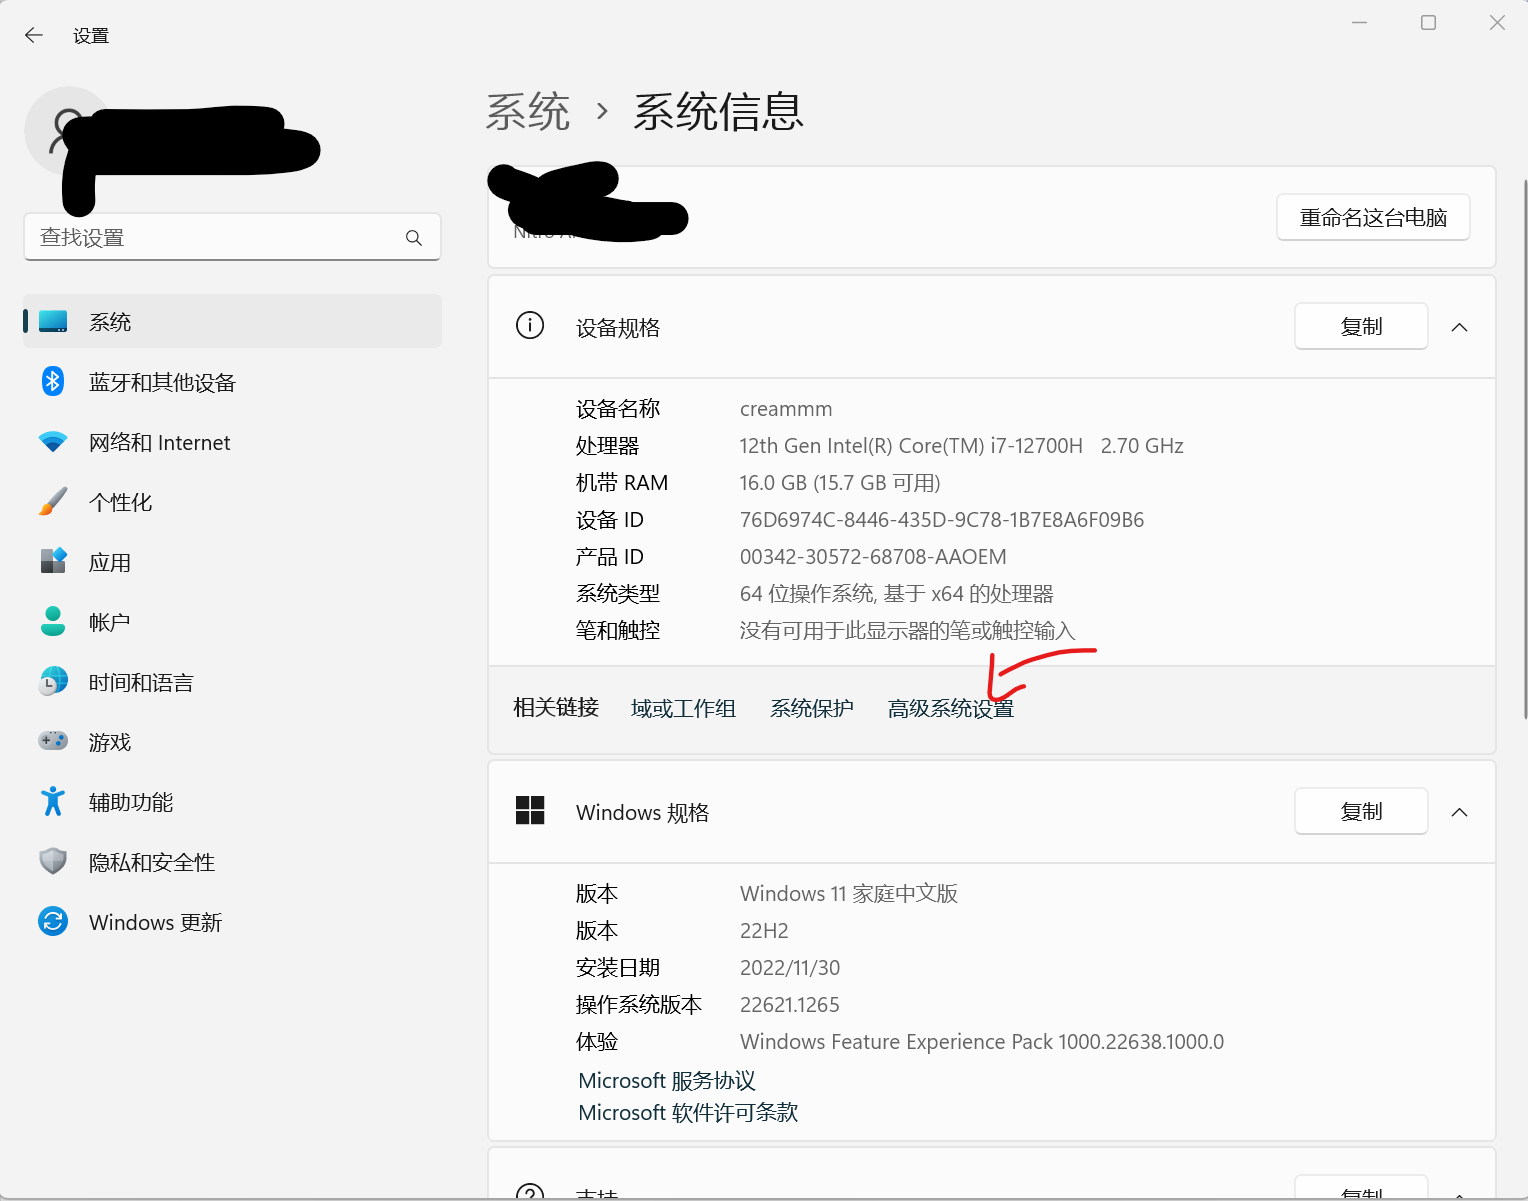 设置
查找设置
系统
蓝牙和其他设备
网络和 Internet
个性化
应用
帐户
时间和语言
游戏
辅助功能
隐私和安全性
Windows 更新
系统 › 系统信息
重命名这台电脑
设备规格 复制
设备名称 creammm
处理器 12th Gen Intel(R) Core(TM) i7-12700H 2.70 GHz
机带 RAM 16.0 GB (15.7 GB 可用)
设备 ID 76D6974C-8446-435D-9C78-1B7E8A6F09B6
产品 ID 00342-30572-68708-AAOEM
系统类型 64 位操作系统, 基于 x64 的处理器
笔和触控 没有可用于此显示器的笔或触控输入
相关链接 域或工作组 系统保护 高级系统设置
Windows 规格 复制
版本 Windows 11 家庭中文版
版本 22H2
安装日期 2022/11/30
操作系统版本 22621.1265
体验 Windows Feature Experience Pack 1000.22638.1000.0
Microsoft 服务协议
Microsoft 软件许可条款
支持 复制